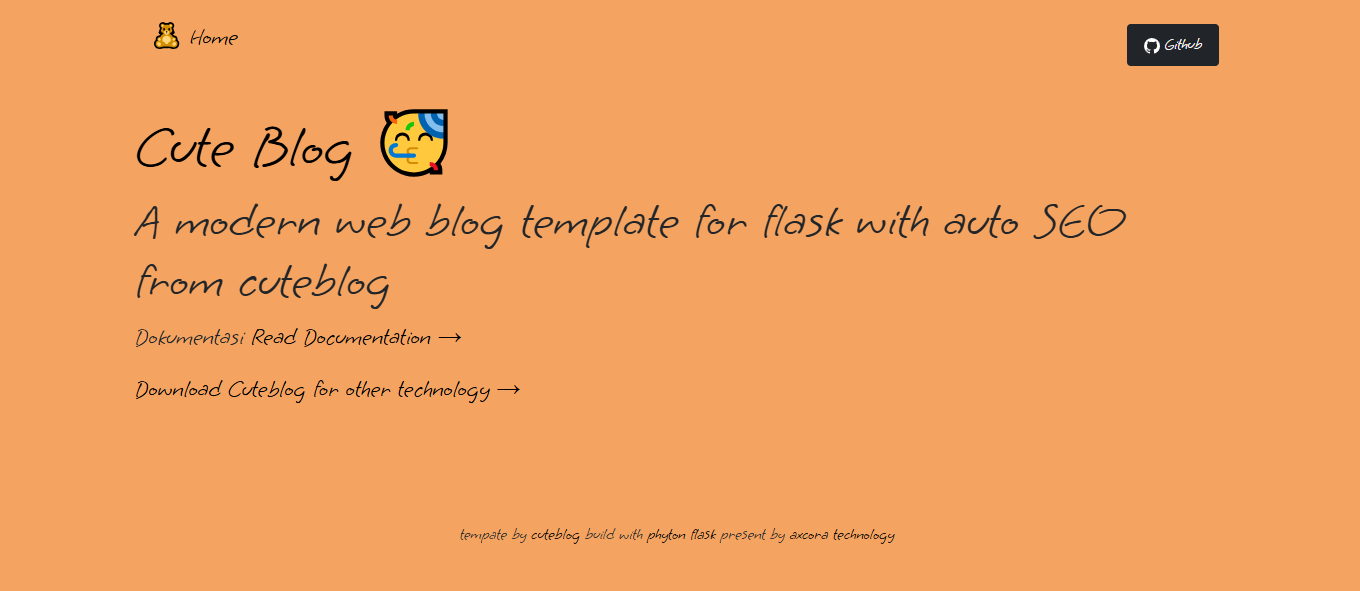 Home
Github
Cute Blog
A modern web blog template for flask with auto SEO
from cuteblog
Dokumentasi Read Documentation →
Download Cuteblog for other technology →
tempate by cuteblog build with phyton flask present by axcora technology